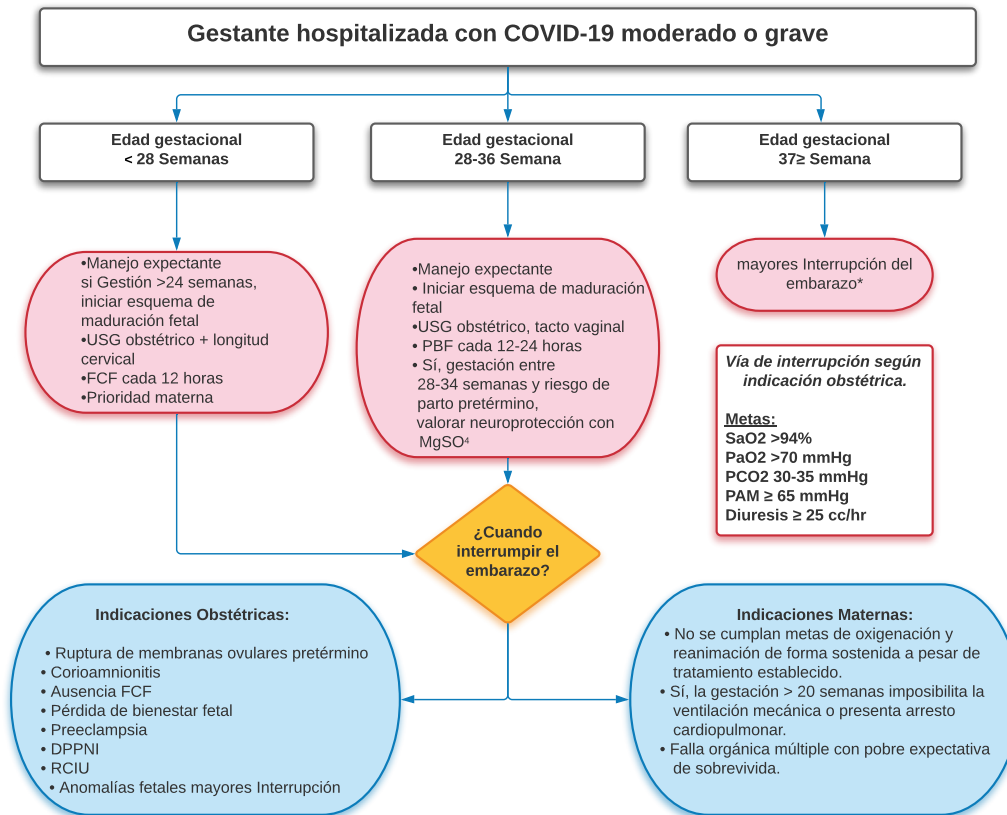 Gestante hospitalizada con COVID-19 moderado o grave
Edad gestacional
< 28 Semanas
Edad gestacional
28-36 Semana
Edad gestacional
37≥ Semana
•Manejo expectante
si Gestión >24 semanas,
iniciar esquema de
maduración fetal
•USG obstétrico + longitud
cervical
•FCF cada 12 horas
•Prioridad materna
•Manejo expectante
• Iniciar esquema de maduración
fetal
•USG obstétrico, tacto vaginal
• PBF cada 12-24 horas
• Sí, gestación entre
28-34 semanas y riesgo de
parto pretérmino,
valorar neuroprotección con
MgSO⁴
mayores Interrupción del
embarazo*
Vía de interrupción según
indicación obstétrica.
Metas:
SaO2 >94%
PaO2 >70 mmHg
PCO2 30-35 mmHg
PAM ≥ 65 mmHg
Diuresis ≥ 25 cc/hr
¿Cuando
interrumpir el
embarazo?
Indicaciones Obstétricas:
• Ruptura de membranas ovulares pretérmino
• Corioamnionitis
• Ausencia FCF
• Pérdida de bienestar fetal
• Preeclampsia
• DPPNI
• RCIU
• Anomalías fetales mayores Interrupción
Indicaciones Maternas:
• No se cumplan metas de oxigenación y
reanimación de forma sostenida a pesar de
tratamiento establecido.
• Sí, la gestación > 20 semanas imposibilita la
ventilación mecánica o presenta arresto
cardiopulmonar.
• Falla orgánica múltiple con pobre expectativa
de sobrevivida.